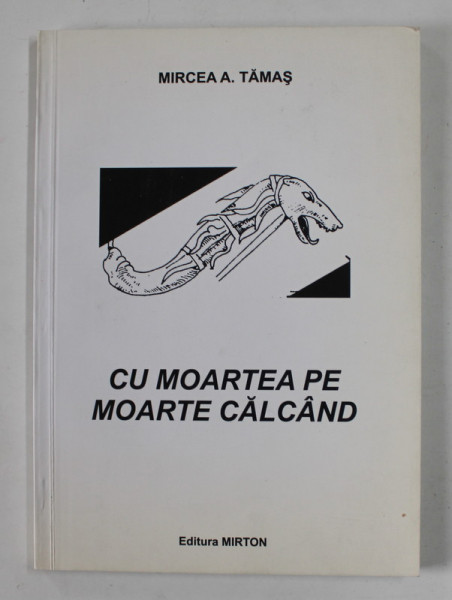 MIRCEA A. TĂMAŞ
CU MOARTEA PE
MOARTE CĂLCÂND
Editura MIRTON